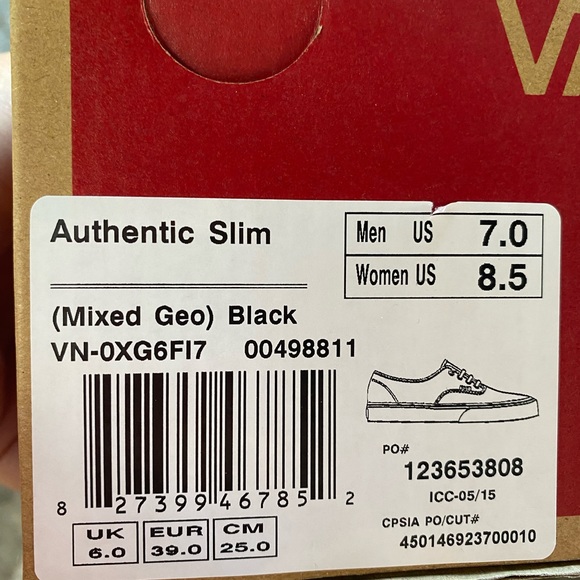 VA
Authentic Slim
Men US 7.0
Women US 8.5
(Mixed Geo) Black
VN-0XG6FI7 00498811
8 27399 46785 2
PO#
123653808
ICC-05/15
CPSIA PO/CUT#
450146923700010
UK EUR CM
6.0 39.0 25.0